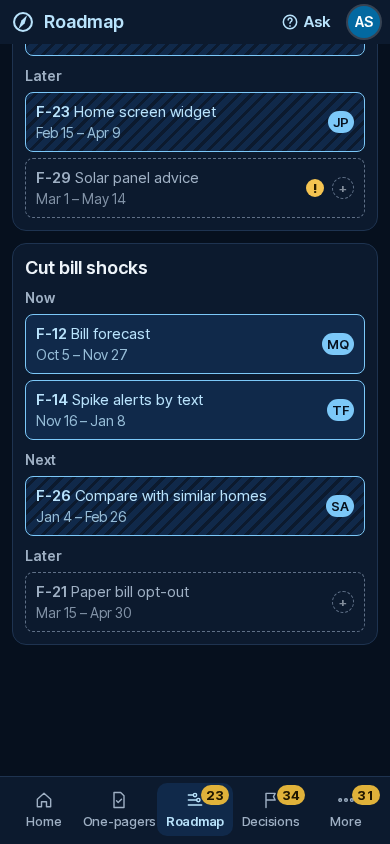 Roadmap
Ask
AS
Later
F-23 Home screen widget
Feb 15 – Apr 9
JP
F-29 Solar panel advice
Mar 1 – May 14
!
+
Cut bill shocks
Now
F-12 Bill forecast
Oct 5 – Nov 27
MQ
F-14 Spike alerts by text
Nov 16 – Jan 8
TF
Next
F-26 Compare with similar homes
Jan 4 – Feb 26
SA
Later
F-21 Paper bill opt-out
Mar 15 – Apr 30
+
23
34
31
Home
One-pagers
Roadmap
Decisions
More